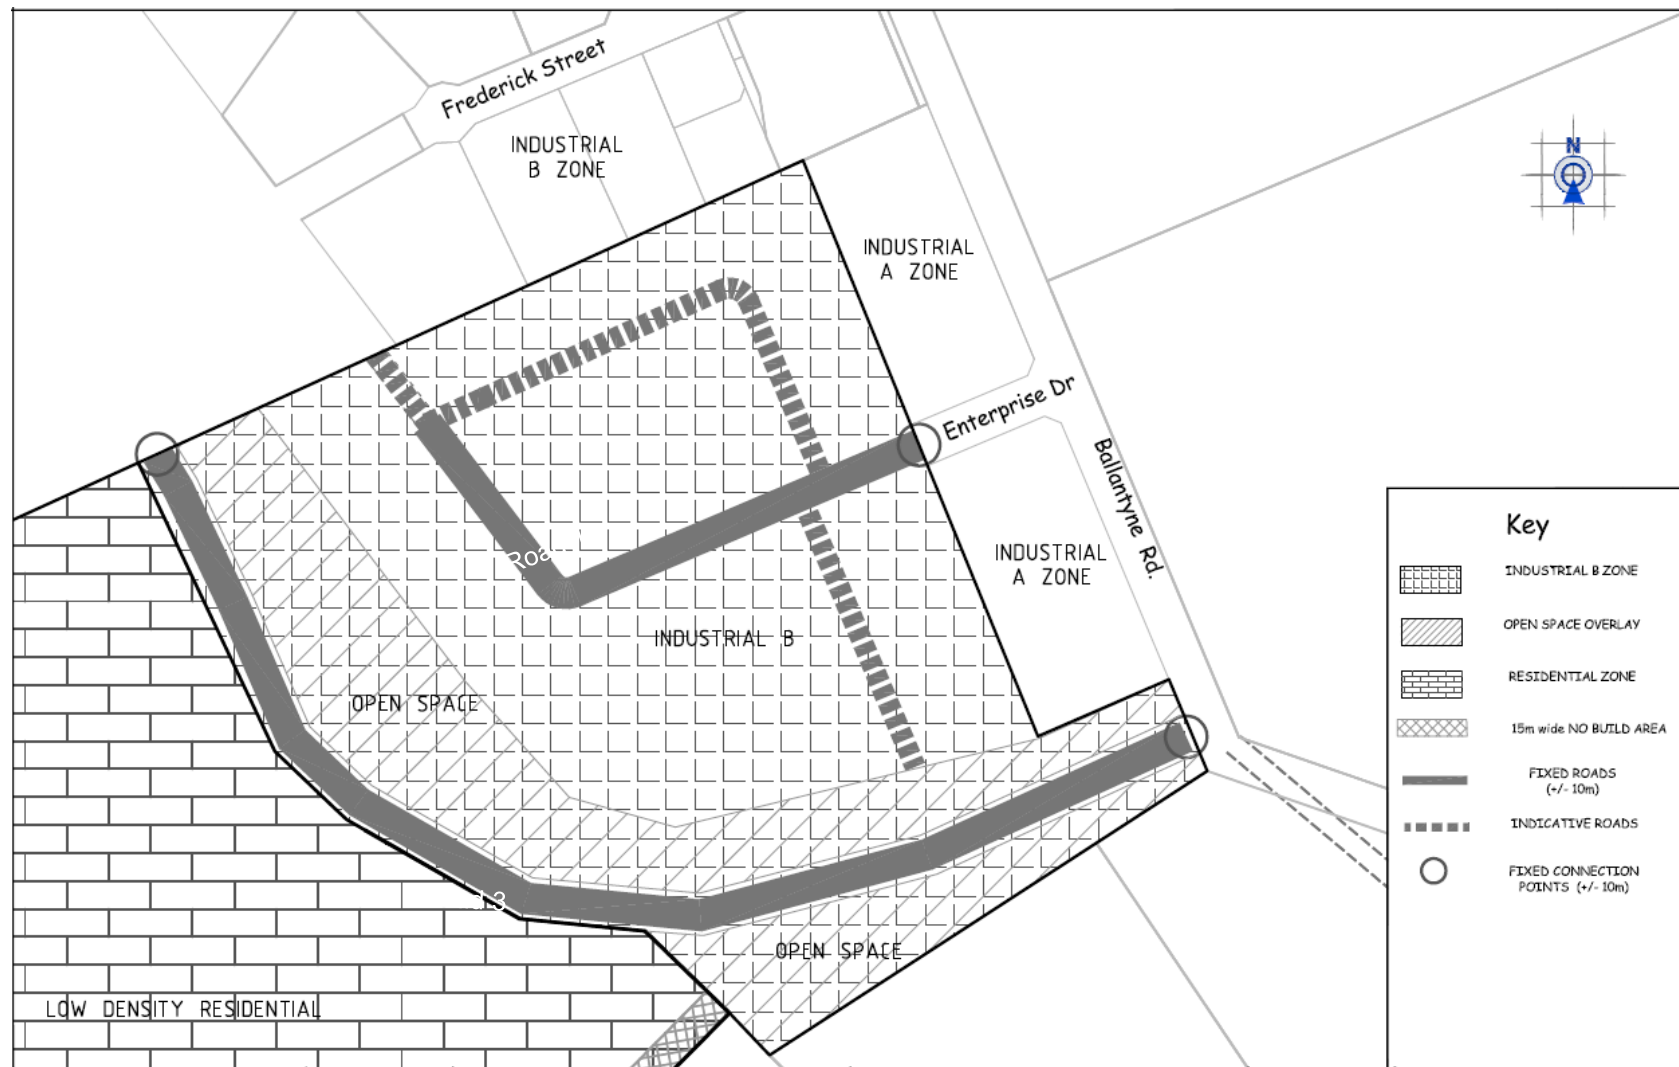 Frederick Street
INDUSTRIAL
B ZONE
N
INDUSTRIAL
A ZONE
Enterprise Dr
Ballantyne Rd.
INDUSTRIAL
A ZONE
INDUSTRIAL B
OPEN SPACE
3
OPEN SPACE
LOW DENSITY RESIDENTIAL
Key
INDUSTRIAL B ZONE
OPEN SPACE OVERLAY
RESIDENTIAL ZONE
15m wide NO BUILD AREA
FIXED ROADS
(+/- 10m)
INDICATIVE ROADS
FIXED CONNECTION
POINTS (+/- 10m)